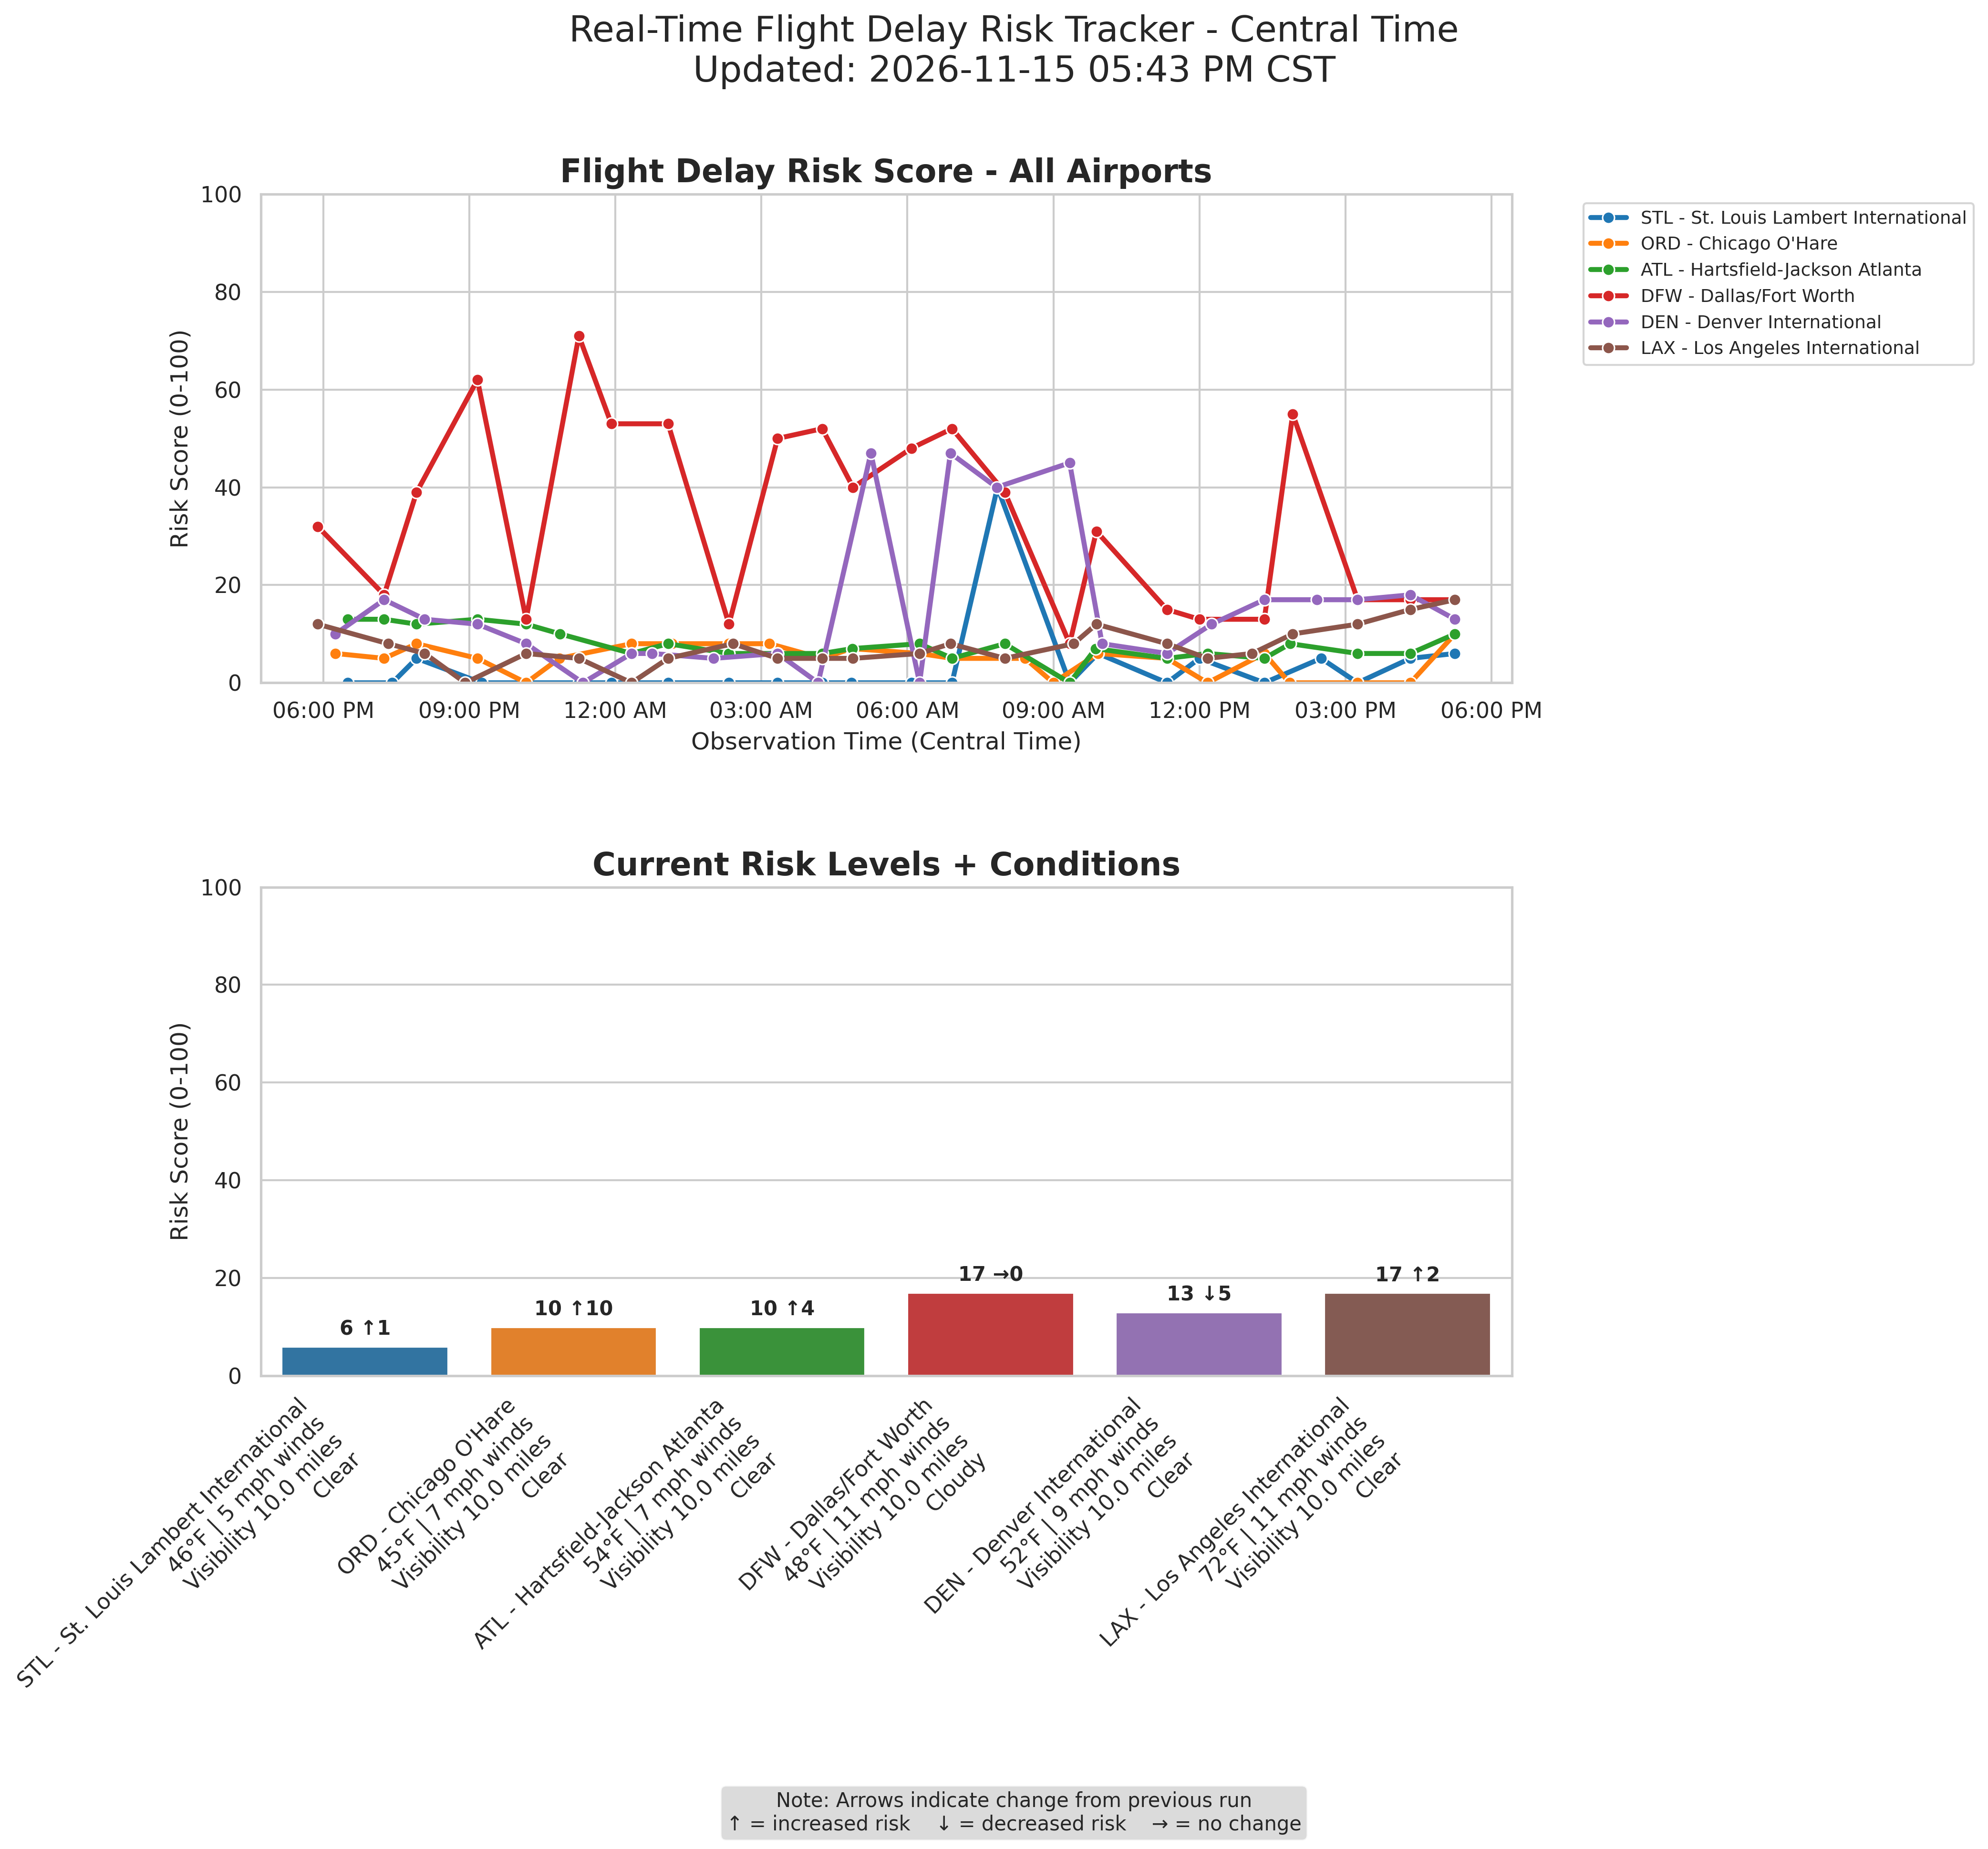 Real-Time Flight Delay Risk Tracker - Central Time
Updated: 2026-11-15 05:43 PM CST
Flight Delay Risk Score - All Airports
100
80
60
40
20
0
Risk Score (0-100)
06:00 PM 09:00 PM 12:00 AM 03:00 AM 06:00 AM 09:00 AM 12:00 PM 03:00 PM 06:00 PM
Observation Time (Central Time)
STL - St. Louis Lambert International
ORD - Chicago O'Hare
ATL - Hartsfield-Jackson Atlanta
DFW - Dallas/Fort Worth
DEN - Denver International
LAX - Los Angeles International
Current Risk Levels + Conditions
100
80
60
40
20
0
Risk Score (0-100)
6 ↑1
10 ↑10
10 ↑4
17 →0
13 ↓5
17 ↑2
STL - St. Louis Lambert International
46°F | 5 mph winds
Visibility 10.0 miles
Clear
ORD - Chicago O'Hare
45°F | 7 mph winds
Visibility 10.0 miles
Clear
ATL - Hartsfield-Jackson Atlanta
54°F | 7 mph winds
Visibility 10.0 miles
Clear
DFW - Dallas/Fort Worth
48°F | 11 mph winds
Visibility 10.0 miles
Cloudy
DEN - Denver International
52°F | 9 mph winds
Visibility 10.0 miles
Clear
LAX - Los Angeles International
72°F | 11 mph winds
Visibility 10.0 miles
Clear
Note: Arrows indicate change from previous run
↑ = increased risk ↓ = decreased risk → = no change